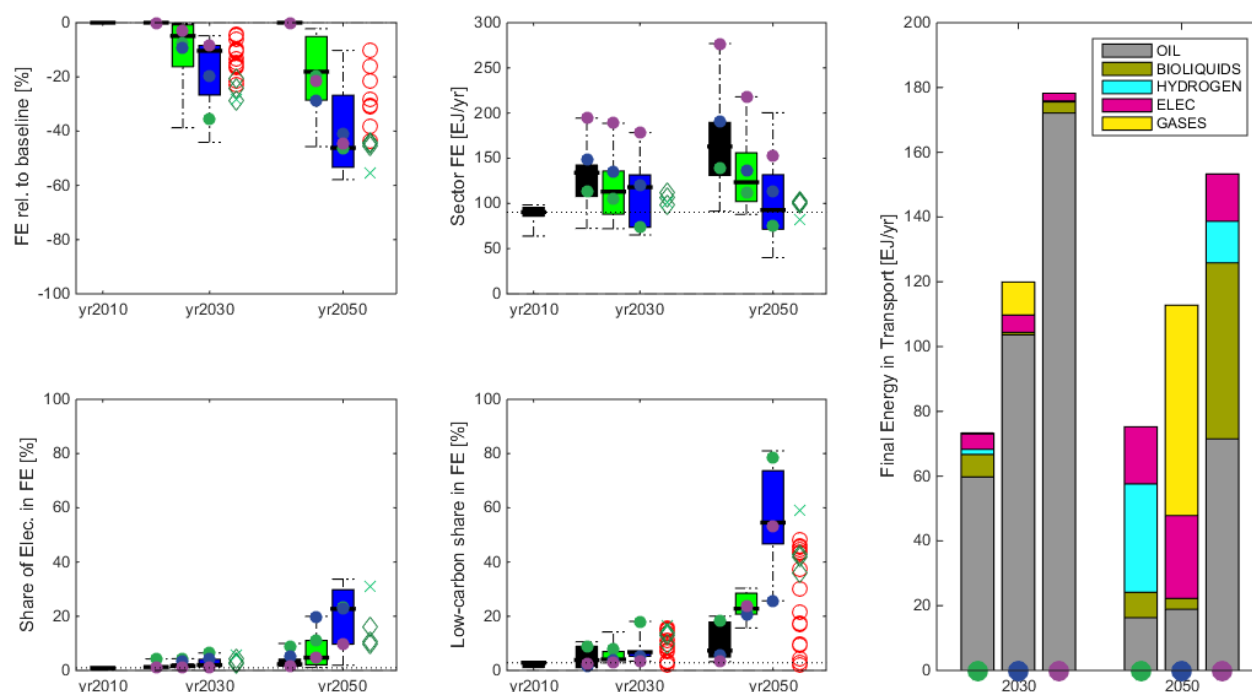 FE rel. to baseline [%]
0
-20
-40
-60
-80
-100
yr2010
yr2030
yr2050
Sector FE [EJ/yr]
300
250
200
150
100
50
0
yr2010
yr2030
yr2050
Share of Elec. in FE [%]
100
80
60
40
20
0
yr2010
yr2030
yr2050
Low-carbon share in FE [%]
100
80
60
40
20
0
yr2010
yr2030
yr2050
Final Energy in Transport [EJ/yr]
200
180
160
140
120
100
80
60
40
20
0
2030
2050
OIL
BIOLIQUIDS
HYDROGEN
ELEC
GASES